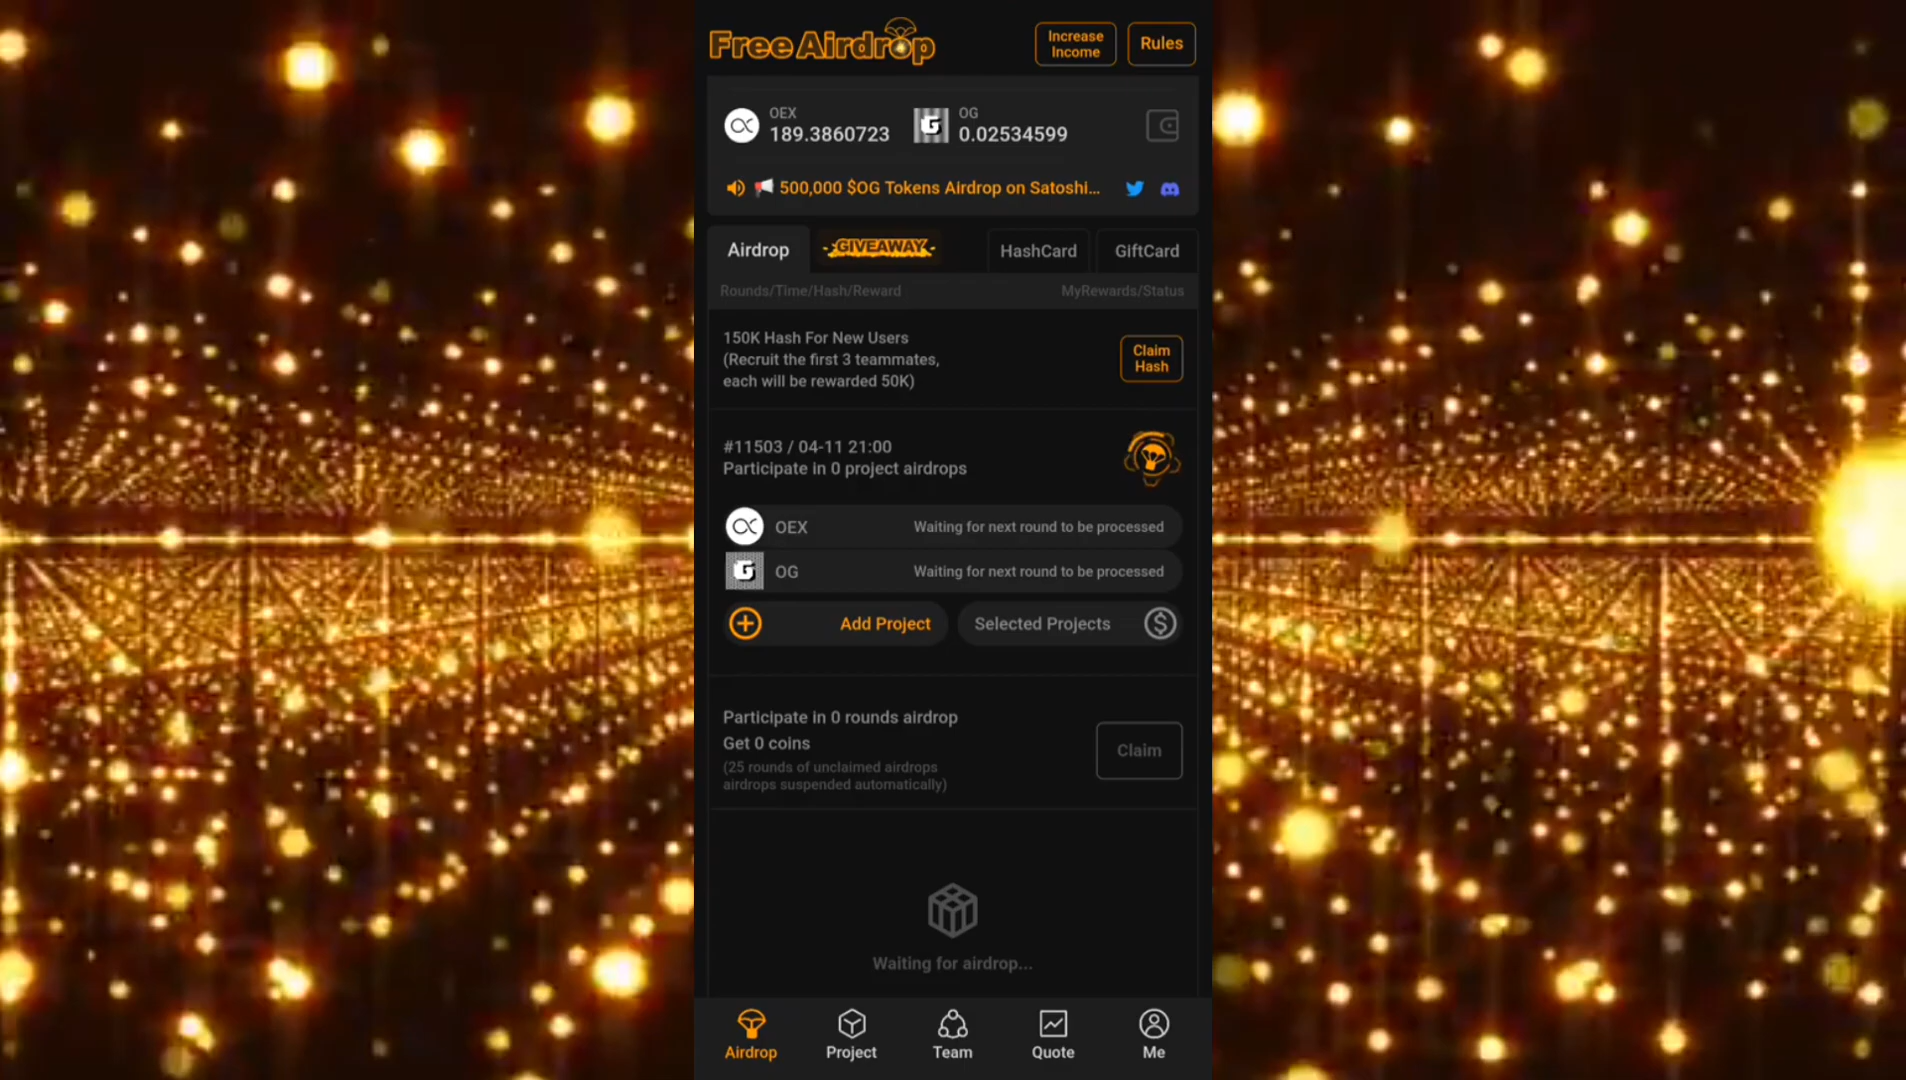 Free Airdrop
Increase
Income
Rules
OEX
189.3860723
OG
0.02534599
500,000 $OG Tokens Airdrop on Satoshi...
Airdrop
GIVEAWAY
HashCard
GiftCard
Rounds/Time/Hash/Reward
MyRewards/Status
150K Hash For New Users
(Recruit the first 3 teammates,
each will be rewarded 50K)
Claim
Hash
#11503 / 04-11 21:00
Participate in 0 project airdrops
OEX
Waiting for next round to be processed
OG
Waiting for next round to be processed
Add Project
Selected Projects
Participate in 0 rounds airdrop
Get 0 coins
(25 rounds of unclaimed airdrops
airdrops suspended automatically)
Claim
Waiting for airdrop...
Airdrop
Project
Team
Quote
Me